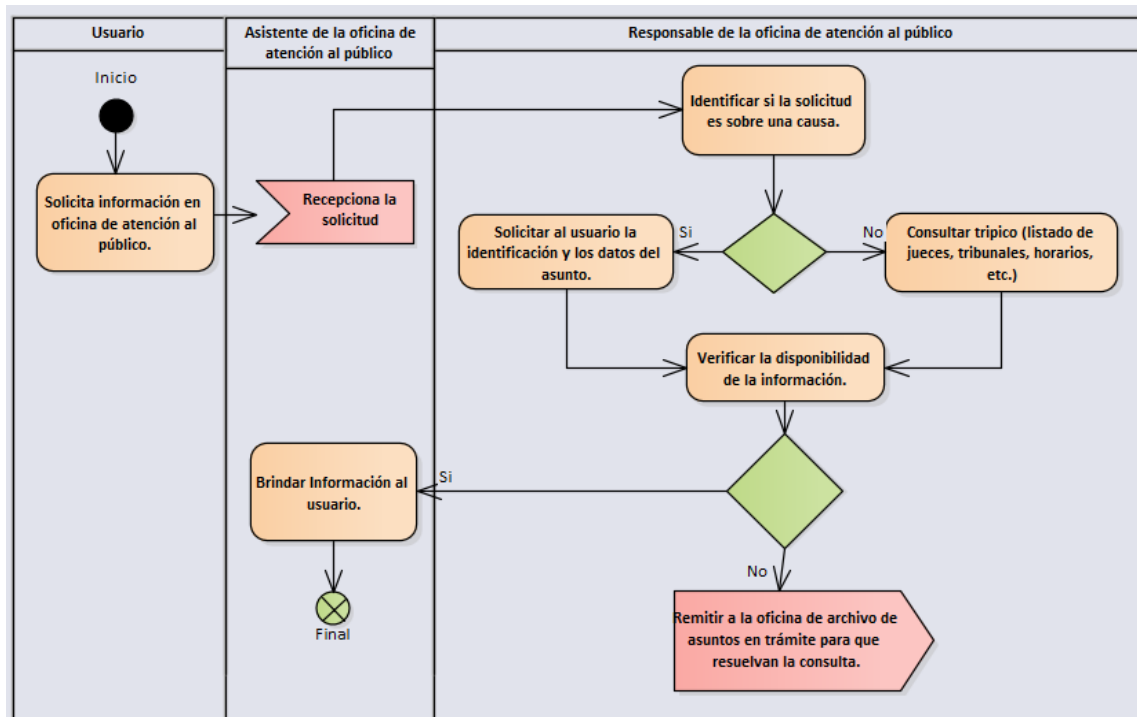 Usuario
Asistente de la oficina de
atención al público
Responsable de la oficina de atención al público
Inicio
Solicita información en
oficina de atención al
público.
Recepciona la
solicitud
Identificar si la solicitud
es sobre una causa.
Si
No
Solicitar al usuario la
identificación y los datos del
asunto.
Consultar tripico (listado de
jueces, tribunales, horarios,
etc.)
Verificar la disponibilidad
de la información.
Si
Brindar Información al
usuario.
Final
No
Remitir a la oficina de archivo de
asuntos en trámite para que
resuelvan la consulta.